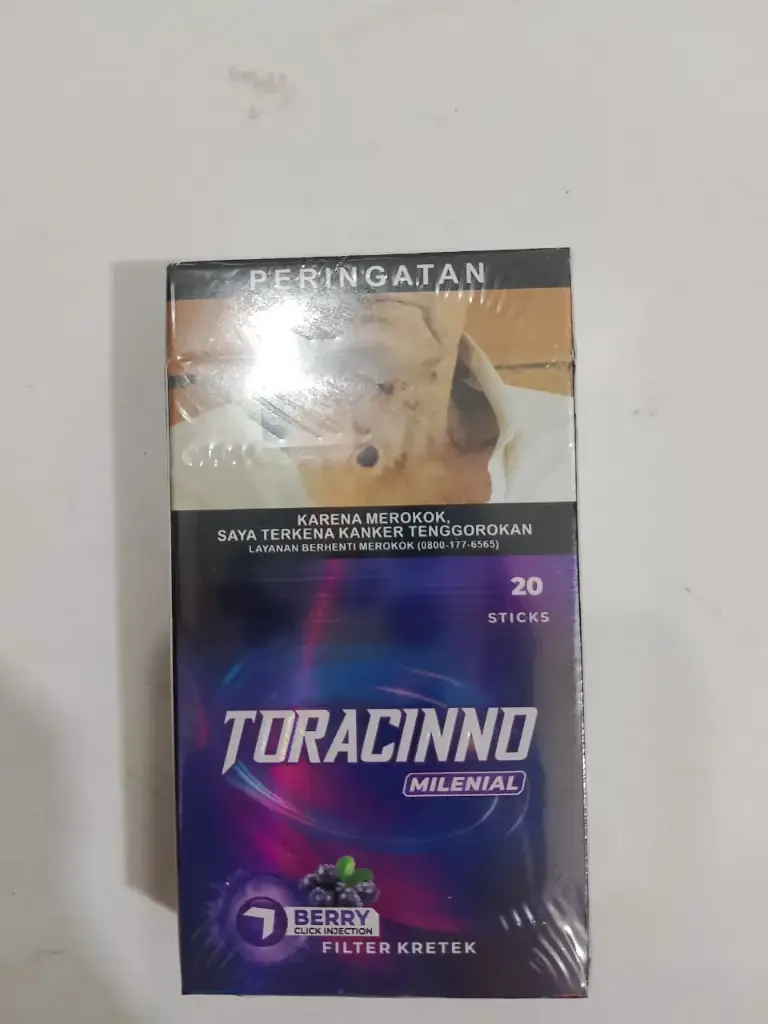 PERINGATAN
KARENA MEROKOK,
SAYA TERKENA KANKER TENGGOROKAN
LAYANAN BERHENTI MEROKOK (0800-177-6565)
20
STICKS
TORACINNO
MILENIAL
BERRY
CLICK INJECTION
FILTER KRETEK